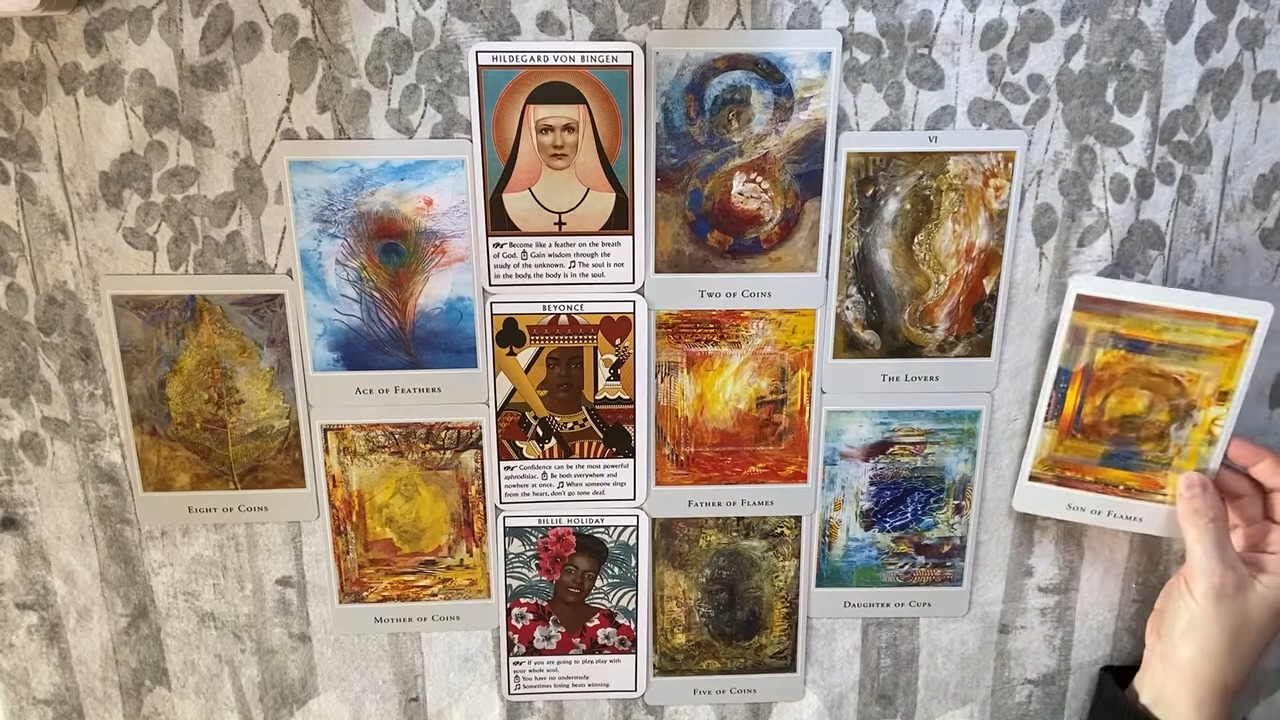 HILDEGARD VON BINGEN
Become like a feather on the breath
of God. Gain wisdom through the
study of the unknown. The soul is not
in the body, the body is in the soul.
TWO OF COINS
VI
THE LOVERS
ACE OF FEATHERS
EIGHT OF COINS
BEYONCÉ
Confidence can be the most powerful
aphrodisiac. Be both everywhere and
nowhere at once. When someone sings
from the heart, don't go tone deaf.
FATHER OF FLAMES
SON OF FLAMES
MOTHER OF COINS
DAUGHTER OF CUPS
BILLIE HOLIDAY
If you are going to play, play with
your whole soul.
You have no understudy.
Sometimes losing beats winning.
FIVE OF COINS